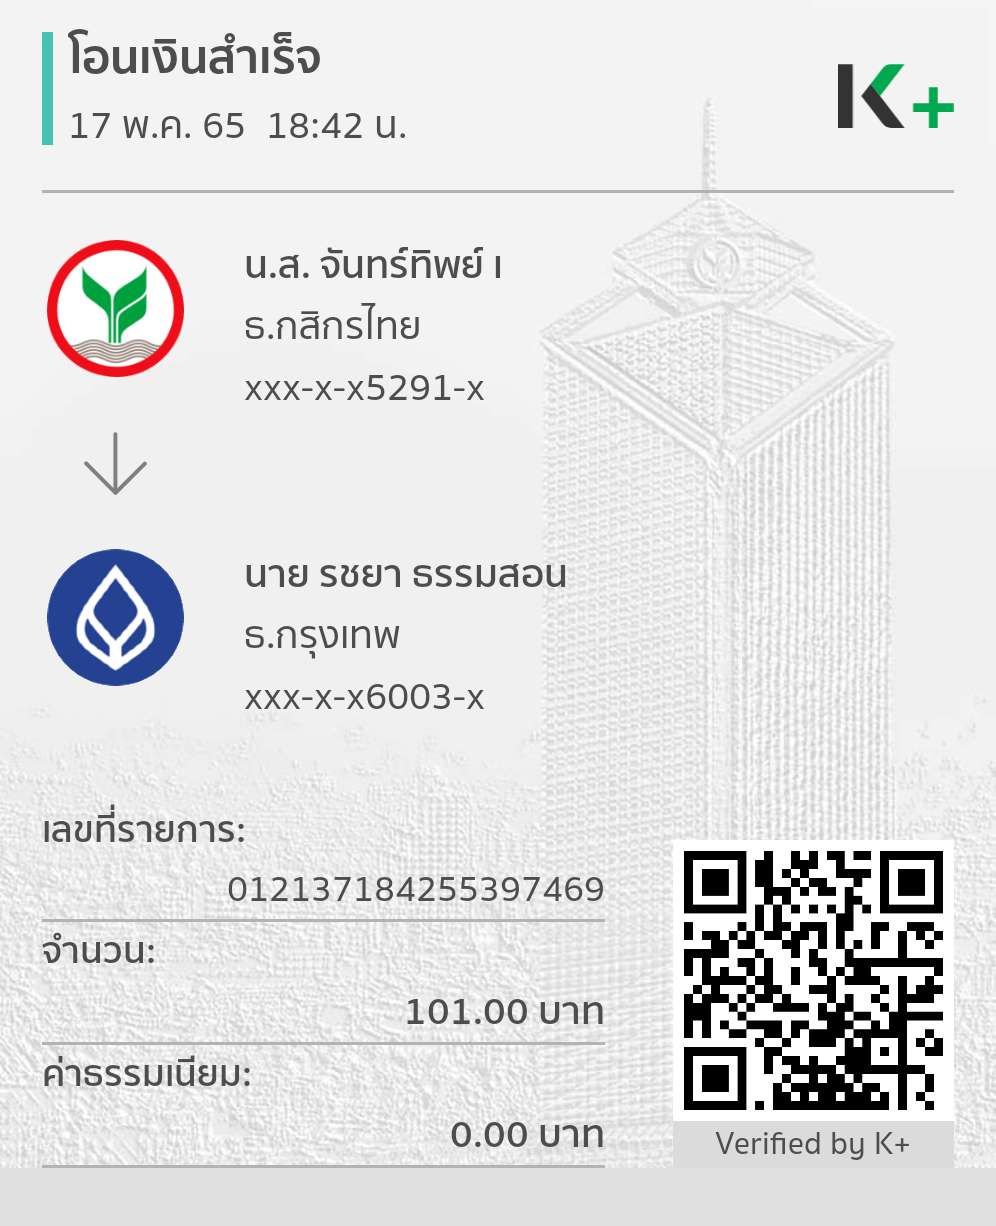 โอนเงินสำเร็จ
17 พ.ค. 65 18:42 น.
K+
น.ส. จันทร์ทิพย์ เ
ธ.กสิกรไทย
xxx-x-x5291-x
นาย รชยา ธรรมสอน
ธ.กรุงเทพ
xxx-x-x6003-x
เลขที่รายการ:
012137184255397469
จำนวน:
101.00 บาท
ค่าธรรมเนียม:
0.00 บาท
Verified by K+